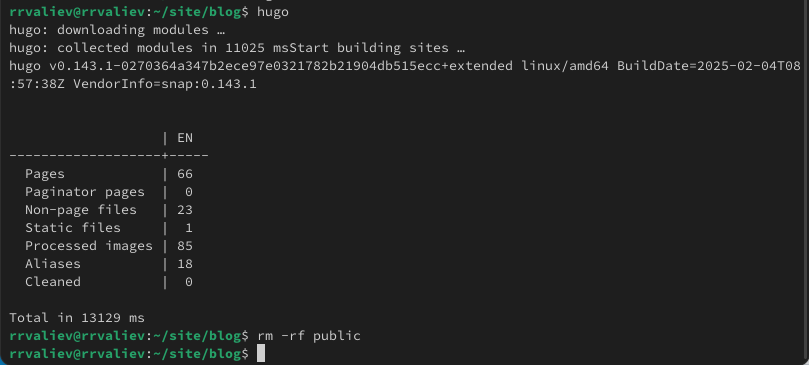 rrvaliev@rrvaliev:~/site/blog$ hugo
hugo: downloading modules …
hugo: collected modules in 11025 msStart building sites …
hugo v0.143.1-0270364a347b2ece97e0321782b21904db515ecc+extended linux/amd64 BuildDate=2025-02-04T08
:57:38Z VendorInfo=snap:0.143.1
                   | EN
-------------------+-----
  Pages            | 66
  Paginator pages  |  0
  Non-page files   | 23
  Static files     |  1
  Processed images | 85
  Aliases          | 18
  Cleaned          |  0
Total in 13129 ms
rrvaliev@rrvaliev:~/site/blog$ rm -rf public
rrvaliev@rrvaliev:~/site/blog$